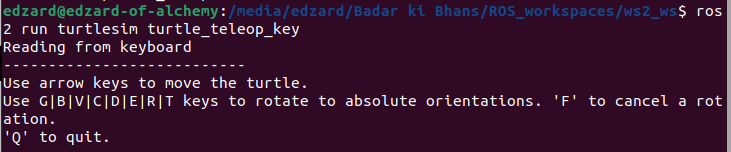 edzard@edzard-of-alchemy:/media/edzard/Badar ki Bhans/ROS_workspaces/ws2_ws$ ros
2 run turtlesim turtle_teleop_key
Reading from keyboard
---------------------------
Use arrow keys to move the turtle.
Use G|B|V|C|D|E|R|T keys to rotate to absolute orientations. 'F' to cancel a rot
ation.
'Q' to quit.